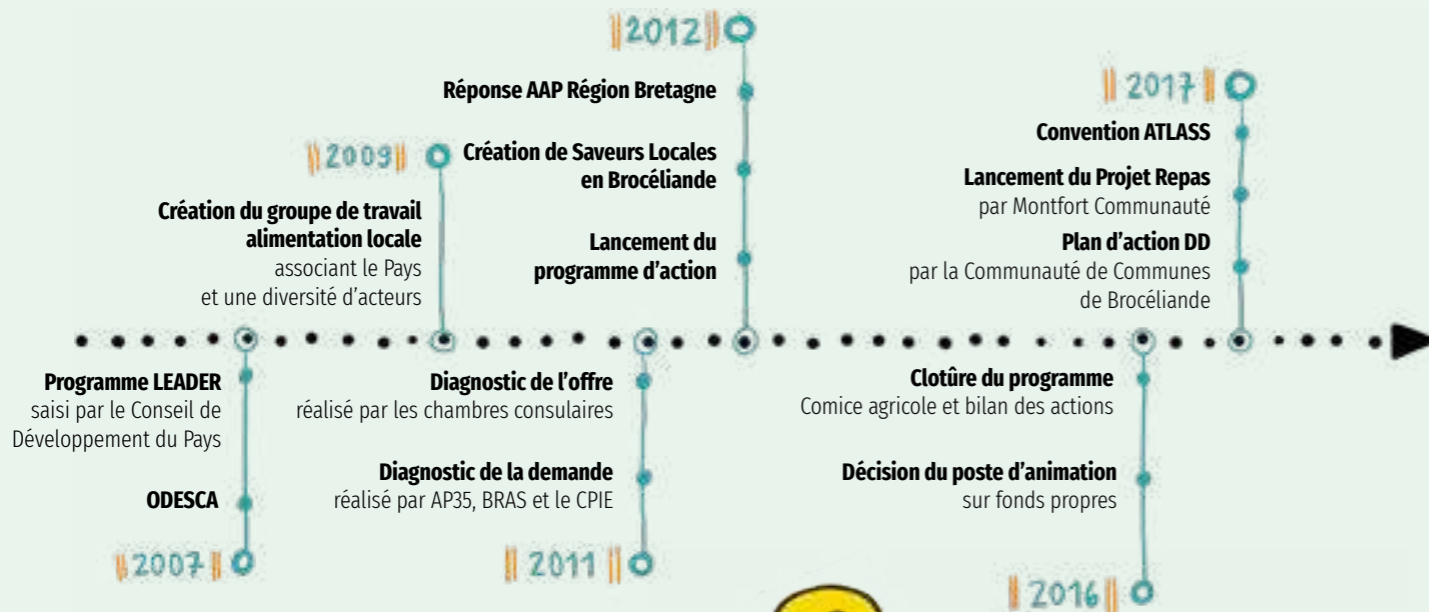 2012
Réponse AAP Région Bretagne
Création de Saveurs Locales
en Brocéliande
Lancement du
programme d'action
2017
Convention ATLASS
Lancement du Projet Repas
par Montfort Communauté
Plan d'action DD
par la Communauté de Communes
de Brocéliande
2009
Création du groupe de travail
alimentation locale
associant le Pays
et une diversité d'acteurs
Programme LEADER
saisi par le Conseil de
Développement du Pays
ODESCA
2007
Diagnostic de l'offre
réalisé par les chambres consulaires
Diagnostic de la demande
réalisé par AP35, BRAS et le CPIE
2011
Clotûre du programme
Comice agricole et bilan des actions
Décision du poste d'animation
sur fonds propres
2016